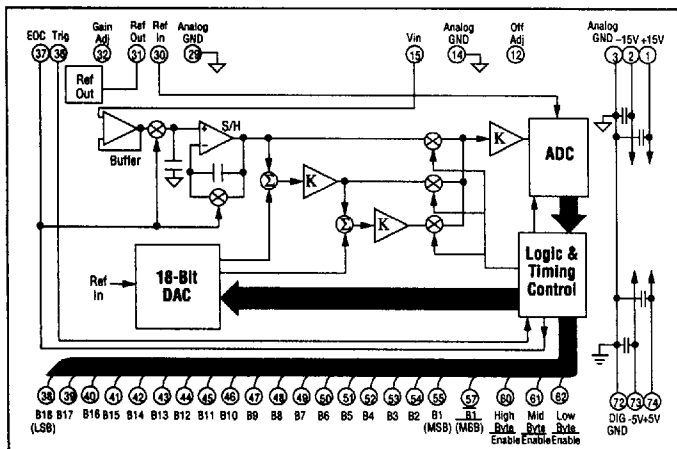 EOC Trig Gain Adj Ref Out Ref In Analog GND Vin Analog GND Off Adj Analog GND -15V +15V
37 36 32 31 30 29 15 14 12 3 2 1
Ref Out
S/H
Buffer
K
ADC
Σ
K
Σ
K
Ref In
18-Bit DAC
Logic & Timing Control
38 39 40 41 42 43 44 45 46 47 48 49 50 51 52 53 54 55 57 60 61 62 72 73 74
B18 B17 B16 B15 B14 B13 B12 B11 B10 B9 B8 B7 B6 B5 B4 B3 B2 B1 B1 High Mid Low DIG -5V +5V
(LSB) (MSB) (MBB) Byte Byte Byte GND
Enable Enable Enable